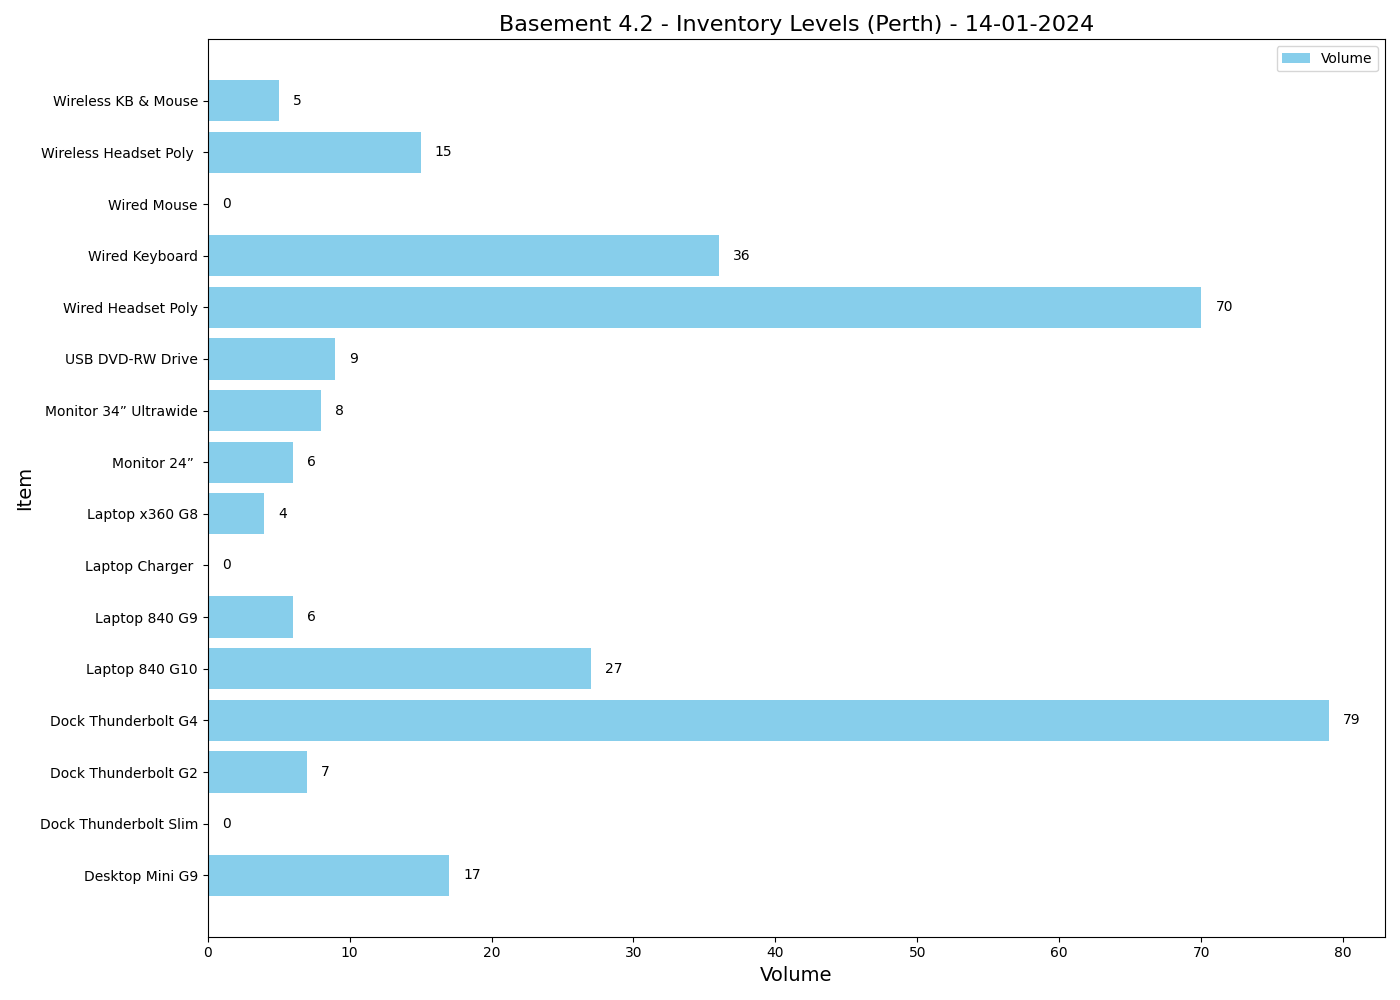 Basement 4.2 - Inventory Levels (Perth) - 14-01-2024
Volume
Wireless KB & Mouse 5
Wireless Headset Poly 15
Wired Mouse 0
Wired Keyboard 36
Wired Headset Poly 70
USB DVD-RW Drive 9
Monitor 34” Ultrawide 8
Monitor 24” 6
Laptop x360 G8 4
Laptop Charger 0
Laptop 840 G9 6
Laptop 840 G10 27
Dock Thunderbolt G4 79
Dock Thunderbolt G2 7
Dock Thunderbolt Slim 0
Desktop Mini G9 17
Item
0 10 20 30 40 50 60 70 80
Volume